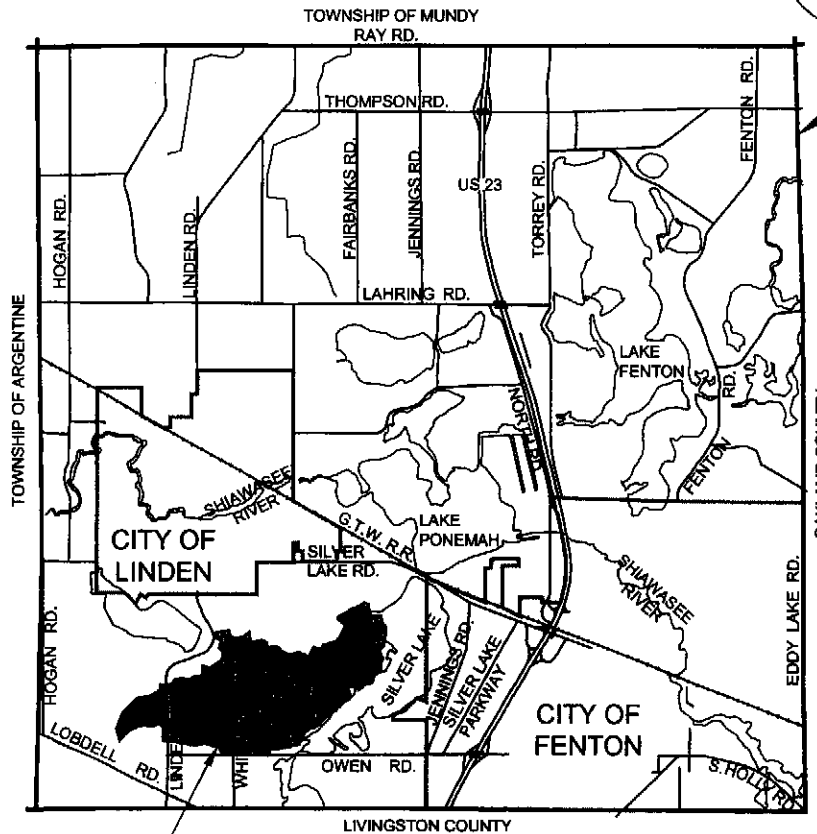 TOWNSHIP OF MUNDY
RAY RD.
THOMPSON RD.
FENTON RD.
HOGAN RD.
LINDEN RD.
FAIRBANKS RD.
JENNINGS RD.
US 23
TORREY RD.
LAHRING RD.
TOWNSHIP OF ARGENTINE
LAKE
FENTON
RD.
FENTON
NORTH RD.
SHIAWASEE
RIVER
G.T.W. R.R.
LAKE
PONEMAH
CITY OF
LINDEN
SILVER
LAKE RD.
SHIAWASEE
RIVER
EDDY LAKE RD.
HOGAN RD.
SILVER LAKE
JENNINGS RD.
SILVER LAKE
PARKWAY
CITY OF
FENTON
LOBDELL RD.
OWEN RD.
S. HOLLY R
LIVINGSTON COUNTY